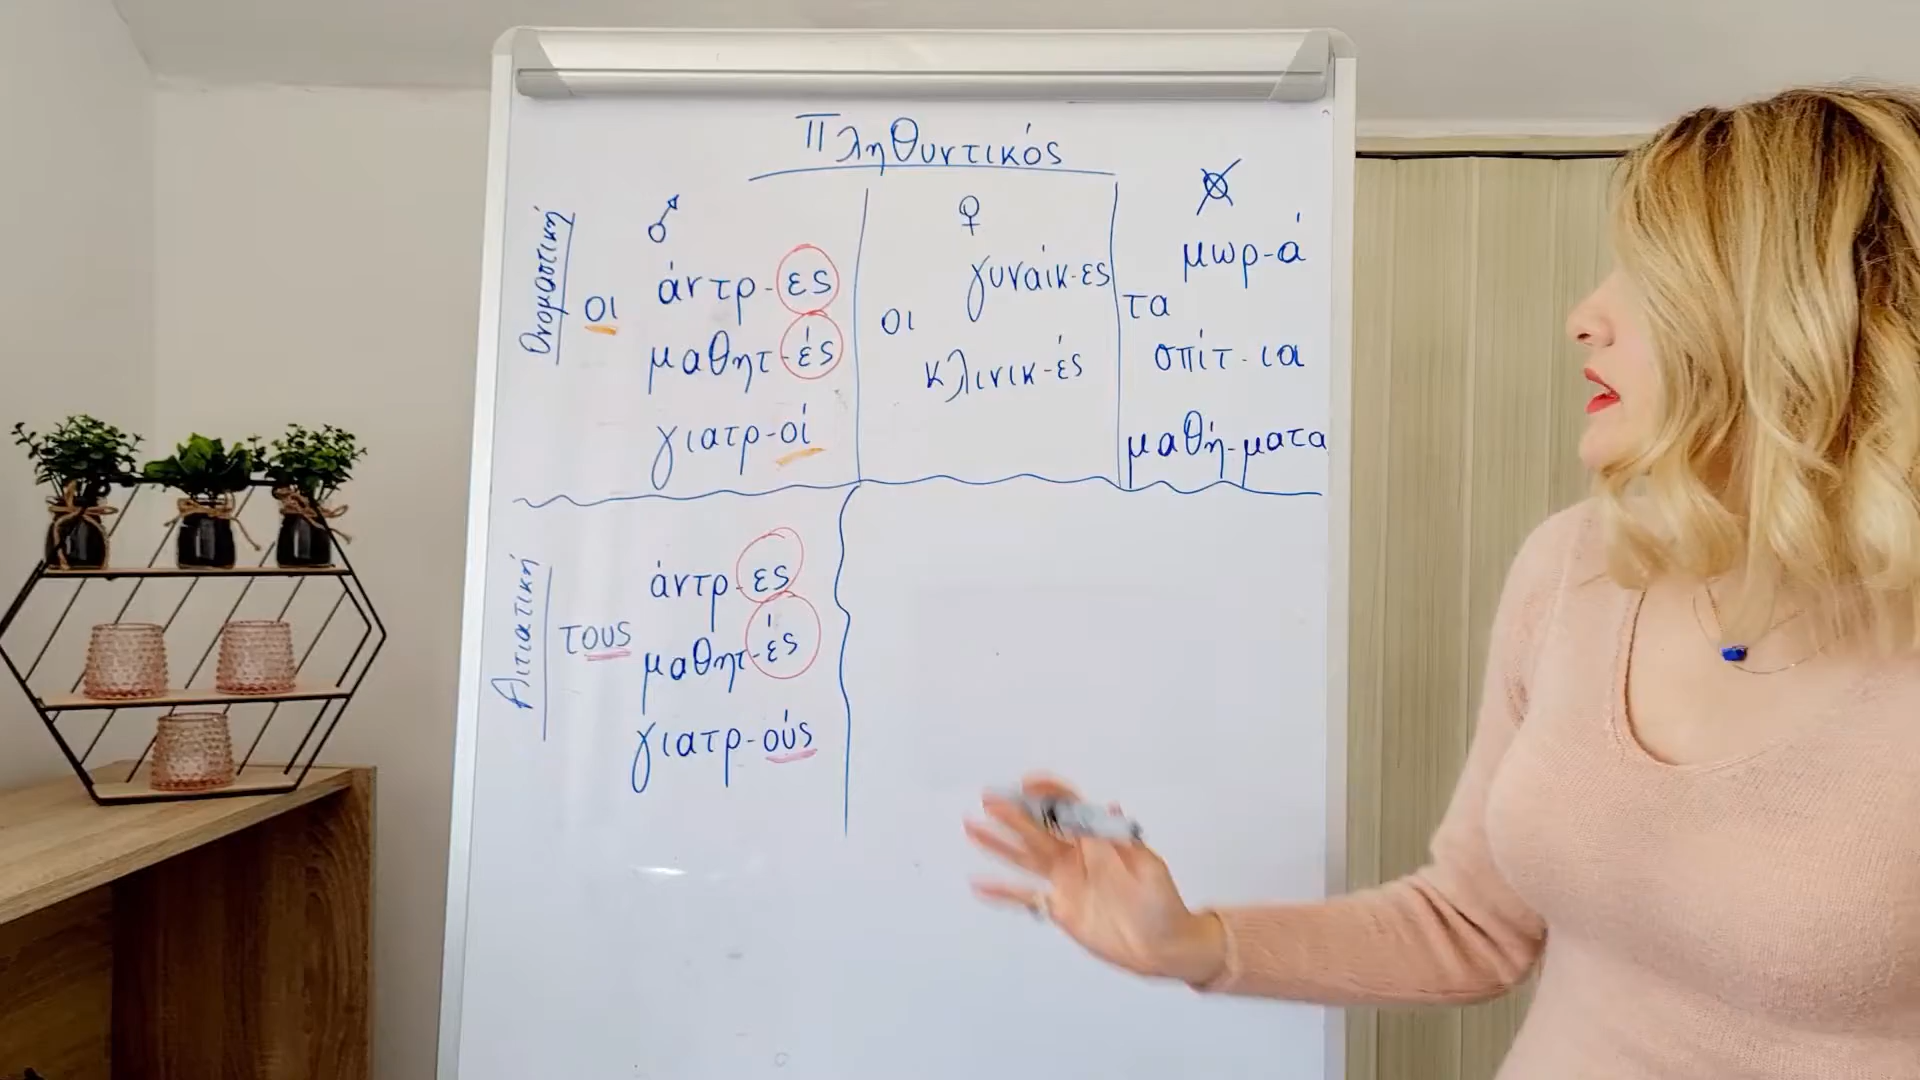 Πληθυντικός
Ονομαστική
οι
άντρ-ες
μαθητ-ές
γιατρ-οί
οι
γυναίκ-ες
κλινικ-ές
τα
μωρ-ά
σπίτ-ια
μαθή-ματα
Αιτιατική
τους
άντρ-ες
μαθητ-ές
γιατρ-ούς